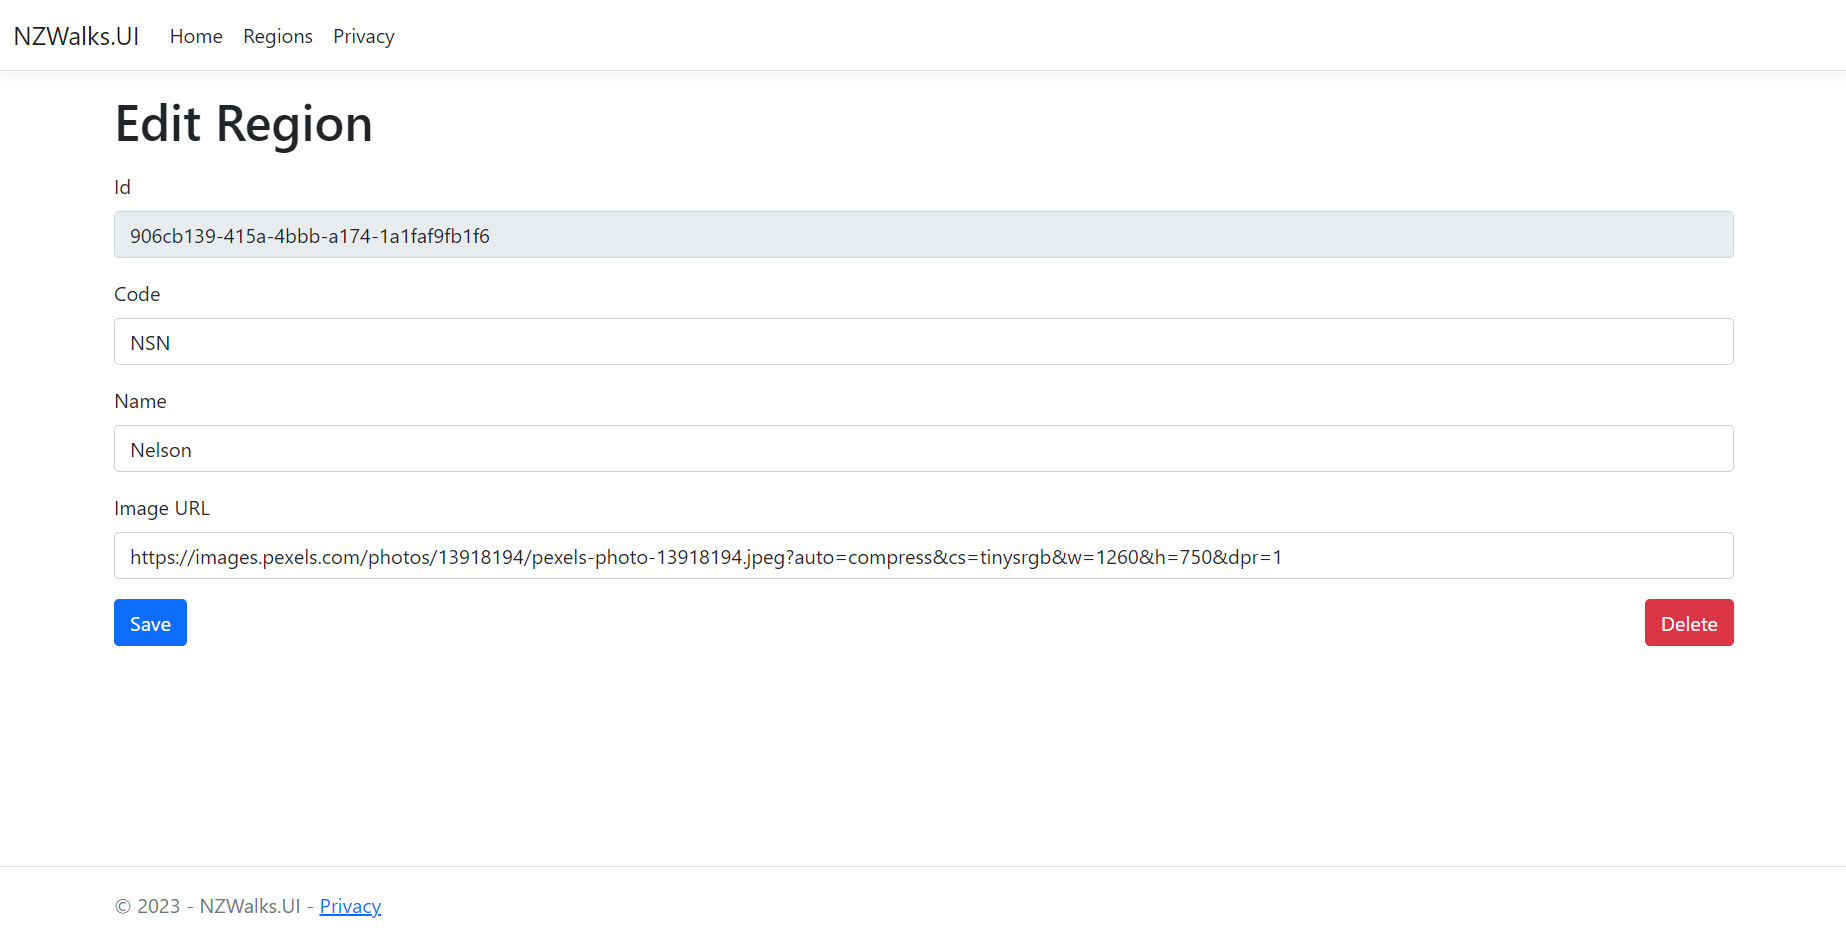 NZWalks.UI Home Regions Privacy
Edit Region
Id
906cb139-415a-4bbb-a174-1a1faf9fb1f6
Code
NSN
Name
Nelson
Image URL
https://images.pexels.com/photos/13918194/pexels-photo-13918194.jpeg?auto=compress&cs=tinysrgb&w=1260&h=750&dpr=1
Save Delete
© 2023 - NZWalks.UI - Privacy